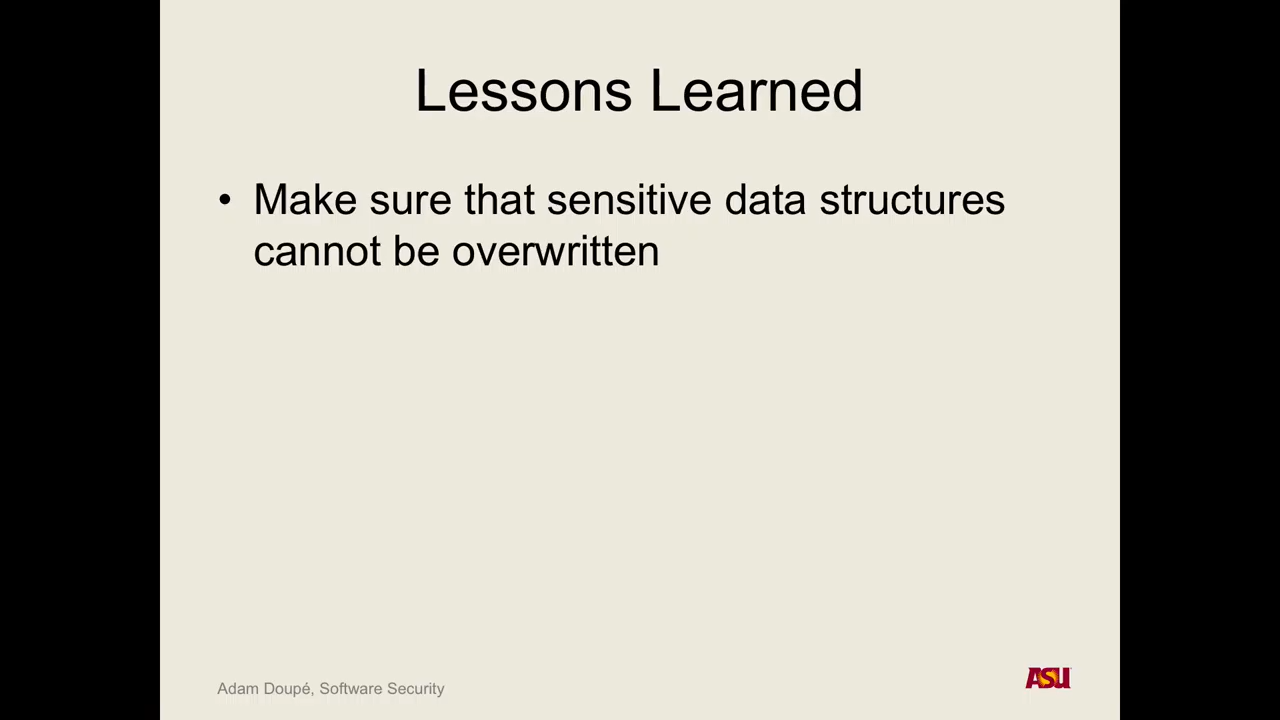 Lessons Learned
• Make sure that sensitive data structures
cannot be overwritten
Adam Doupé, Software Security
ASU